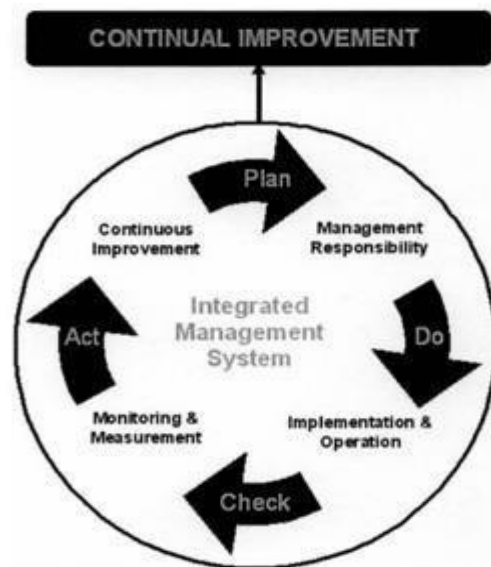 CONTINUAL IMPROVEMENT
Plan
Continuous
Improvement
Management
Responsibility
Integrated
Management
System
Act
Do
Monitoring &
Measurement
Implementation &
Operation
Check